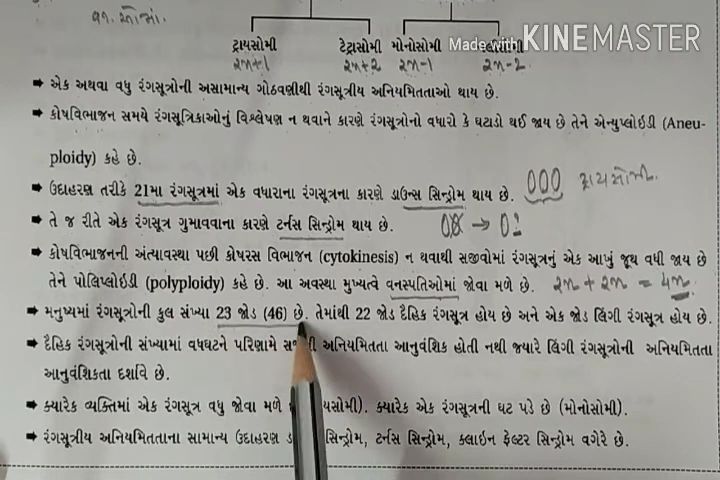 ટ્રાયસોમી ટેટ્રાસોમી મોનોસોમી
2n+1 2n+2 2n-1 2n-2
Made with KINEMASTER
➡ એક અથવા વધુ રંગસૂત્રોની અસામાન્ય ગોઠવણીથી રંગસૂત્રીય અનિયમિતતાઓ થાય છે.
➡ કોષવિભાજન સમયે રંગસૂત્રિકાઓનું વિશ્લેષણ ન થવાને કારણે રંગસૂત્રોનો વધારો કે ઘટાડો થઈ જાય છે તેને એન્યુપ્લોઇડી (Aneu-
ploidy) કહે છે.
➡ ઉદાહરણ તરીકે 21મા રંગસૂત્રમાં એક વધારાના રંગસૂત્રના કારણે ડાઉન્સ સિન્ડ્રોમ થાય છે. ટ્રાયસોમી
➡ તે જ રીતે એક રંગસૂત્ર ગુમાવવાના કારણે ટર્નસ સિન્ડ્રોમ થાય છે.
➡ કોષવિભાજનની અંત્યાવસ્થા પછી કોષરસ વિભાજન (cytokinesis) ન થવાથી સજીવોમાં રંગસૂત્રનું એક આખું જૂથ વધી જાય છે
તેને પોલિપ્લોઇડી (polyploidy) કહે છે. આ અવસ્થા મુખ્યત્વે વનસ્પતિઓમાં જોવા મળે છે. 2n + 2n = 4n
➡ મનુષ્યમાં રંગસૂત્રોની કુલ સંખ્યા 23 જોડ (46) છે. તેમાંથી 22 જોડ દૈહિક રંગસૂત્ર હોય છે અને એક જોડ લિંગી રંગસૂત્ર હોય છે.
➡ દૈહિક રંગસૂત્રોની સંખ્યામાં વધઘટને પરિણામે અનિયમિતતા આનુવંશિક હોતી નથી જ્યારે લિંગી રંગસૂત્રોની અનિયમિતતા
આનુવંશિકતા દર્શાવે છે.
➡ ક્યારેક વ્યક્તિમાં એક રંગસૂત્ર વધુ જોવા મળે યસોમી). ક્યારેક એક રંગસૂત્રની ઘટ પડે છે (મોનોસોમી).
➡ રંગસૂત્રીય અનિયમિતતાના સામાન્ય ઉદાહરણ સિન્ડ્રોમ, ટર્નસ સિન્ડ્રોમ, ક્લાઇન ફેલ્ટર સિન્ડ્રોમ વગેરે છે.